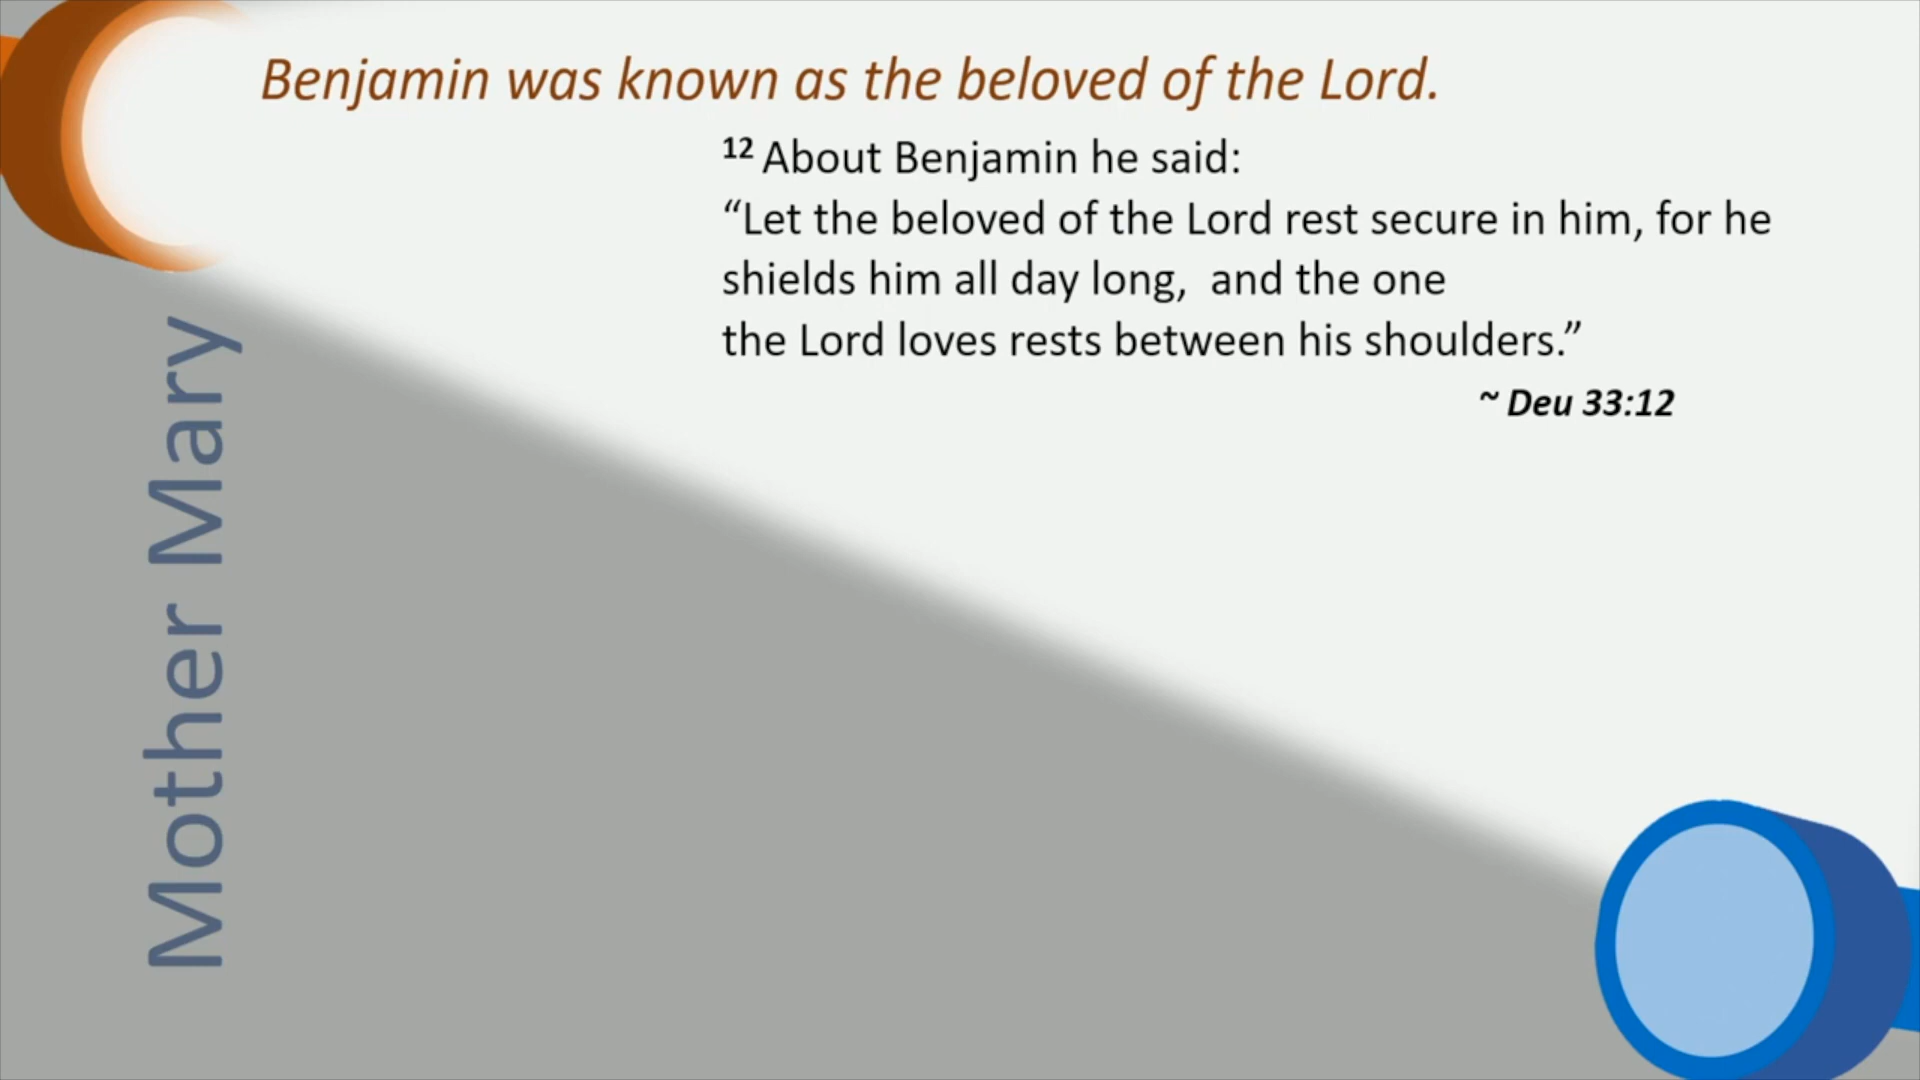 Benjamin was known as the beloved of the Lord.
12 About Benjamin he said:
“Let the beloved of the Lord rest secure in him, for he
shields him all day long,  and the one
the Lord loves rests between his shoulders.”
~ Deu 33:12
Mother Mary